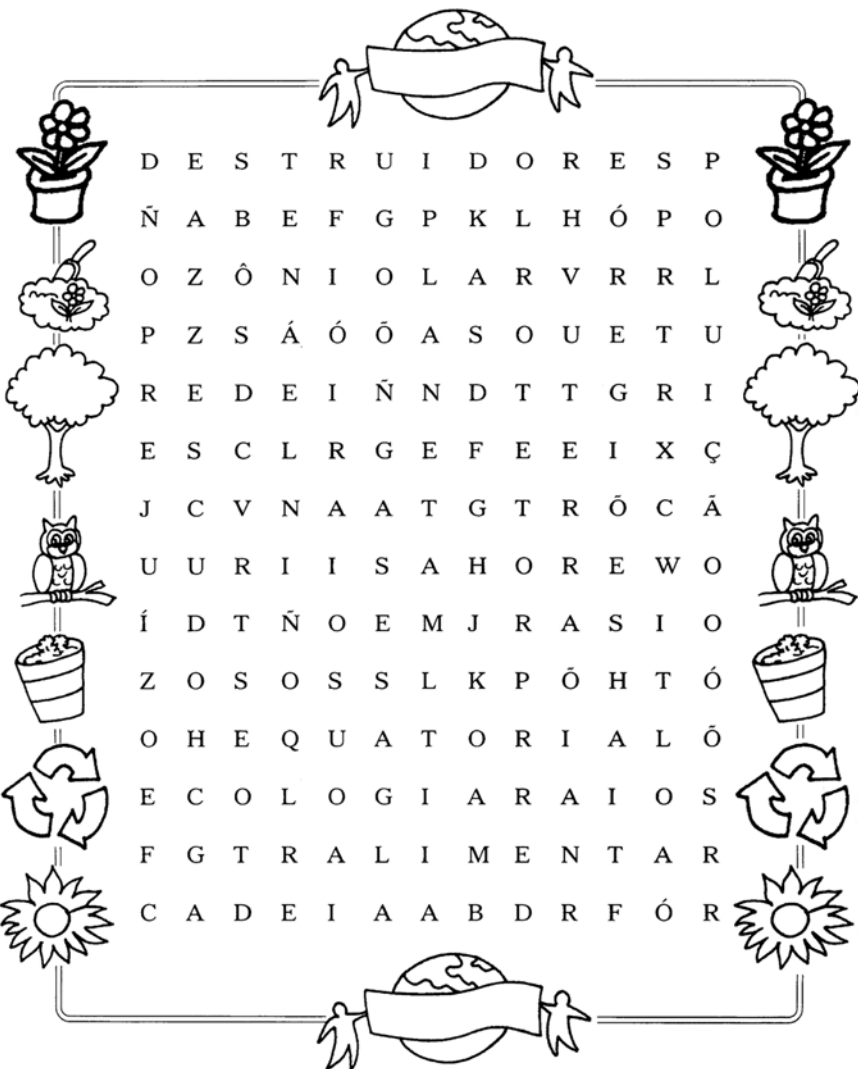 D E S T R U I D O R E S P
Ñ A B E F G P K L H Ó P O
O Z Ô N I O L A R V R R L
P Z S Á Ó Õ A S O U E T U
R E D E I Ñ N D T T G R I
E S C L R G E F E E I X Ç
J C V N A A T G T R Õ C Ã
U U R I I S A H O R E W O
Í D T Ñ O E M J R A S I O
Z O S O S S L K P Õ H T Ó
O H E Q U A T O R I A L Õ
E C O L O G I A R A I O S
F G T R A L I M E N T A R
C A D E I A A B D R F Ó R